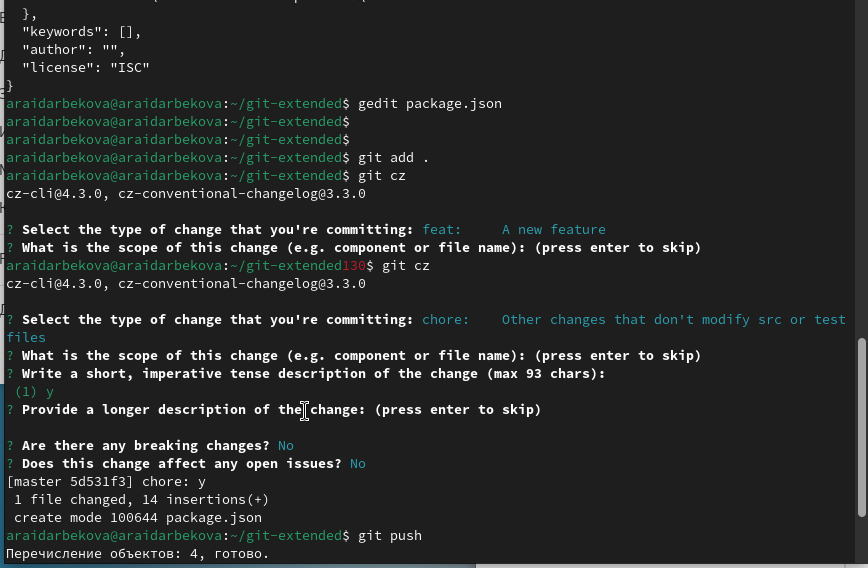 },
"keywords": [],
"author": "",
"license": "ISC"
}
araidarbekova@araidarbekova:~/git-extended$ gedit package.json
araidarbekova@araidarbekova:~/git-extended$
araidarbekova@araidarbekova:~/git-extended$
araidarbekova@araidarbekova:~/git-extended$ git add .
araidarbekova@araidarbekova:~/git-extended$ git cz
cz-cli@4.3.0, cz-conventional-changelog@3.3.0
? Select the type of change that you're committing: feat:     A new feature
? What is the scope of this change (e.g. component or file name): (press enter to skip)
araidarbekova@araidarbekova:~/git-extended130$ git cz
cz-cli@4.3.0, cz-conventional-changelog@3.3.0
? Select the type of change that you're committing: chore:    Other changes that don't modify src or test
files
? What is the scope of this change (e.g. component or file name): (press enter to skip)
? Write a short, imperative tense description of the change (max 93 chars):
(1) y
? Provide a longer description of the change: (press enter to skip)
? Are there any breaking changes? No
? Does this change affect any open issues? No
[master 5d531f3] chore: y
1 file changed, 14 insertions(+)
create mode 100644 package.json
araidarbekova@araidarbekova:~/git-extended$ git push
Перечисление объектов: 4, готово.